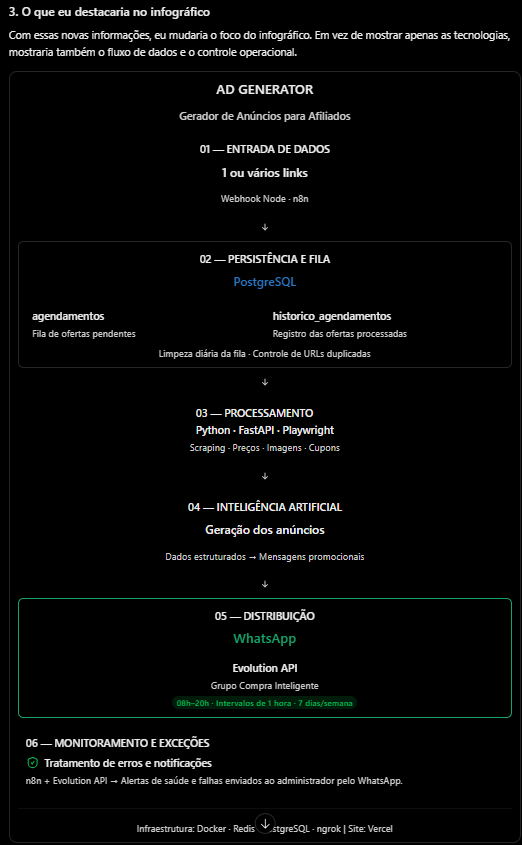 3. O que eu destacaria no infográfico
Com essas novas informações, eu mudaria o foco do infográfico. Em vez de mostrar apenas as tecnologias,
mostraria também o fluxo de dados e o controle operacional.
AD GENERATOR
Gerador de Anúncios para Afiliados
01 — ENTRADA DE DADOS
1 ou vários links
Webhook Node · n8n
↓
02 — PERSISTÊNCIA E FILA
PostgreSQL
agendamentos
Fila de ofertas pendentes
historico_agendamentos
Registro das ofertas processadas
Limpeza diária da fila · Controle de URLs duplicadas
↓
03 — PROCESSAMENTO
Python · FastAPI · Playwright
Scraping · Preços · Imagens · Cupons
↓
04 — INTELIGÊNCIA ARTIFICIAL
Geração dos anúncios
Dados estruturados → Mensagens promocionais
↓
05 — DISTRIBUIÇÃO
WhatsApp
Evolution API
Grupo Compra Inteligente
08h–20h · Intervalos de 1 hora · 7 dias/semana
06 — MONITORAMENTO E EXCEÇÕES
Tratamento de erros e notificações
n8n + Evolution API → Alertas de saúde e falhas enviados ao administrador pelo WhatsApp.
Infraestrutura: Docker · Redis PostgreSQL · ngrok | Site: Vercel